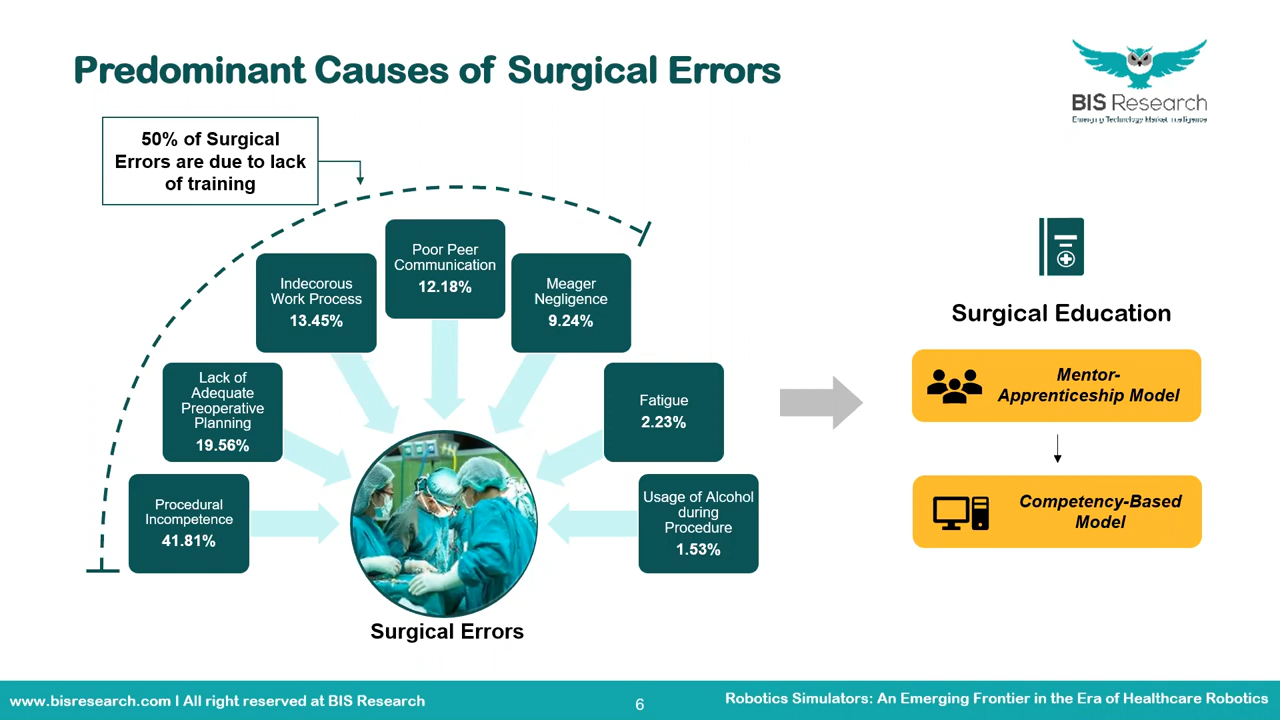 Predominant Causes of Surgical Errors
BIS Research
Emerging Technology Market Intelligence
50% of Surgical
Errors are due to lack
of training
Poor Peer
Communication
12.18%
Indecorous
Work Process
13.45%
Meager
Negligence
9.24%
Lack of
Adequate
Preoperative
Planning
19.56%
Fatigue
2.23%
Procedural
Incompetence
41.81%
Usage of Alcohol
during
Procedure
1.53%
Surgical Errors
Surgical Education
Mentor-
Apprenticeship Model
Competency-Based
Model
www.bisresearch.com I All right reserved at BIS Research
6
Robotics Simulators: An Emerging Frontier in the Era of Healthcare Robotics